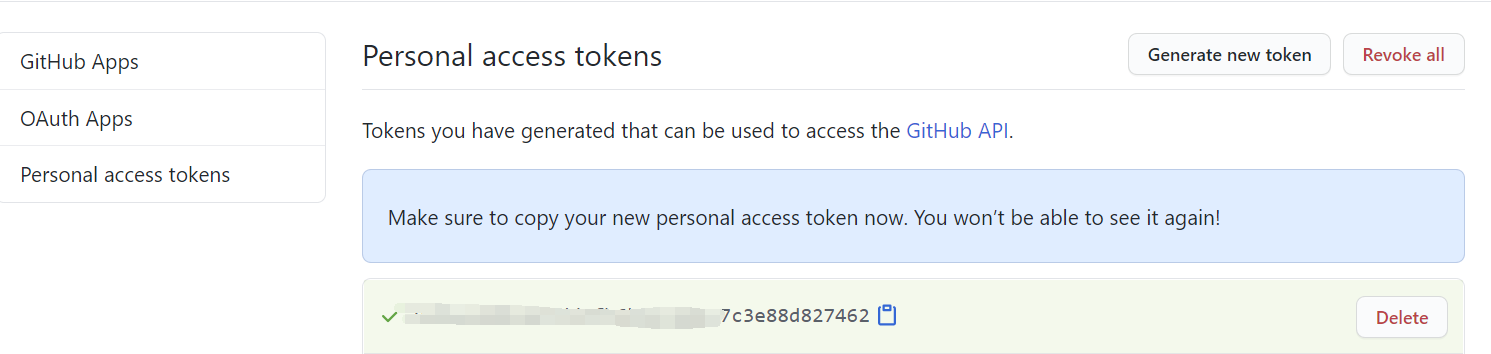 GitHub Apps
OAuth Apps
Personal access tokens
Personal access tokens
Generate new token
Revoke all
Tokens you have generated that can be used to access the GitHub API.
Make sure to copy your new personal access token now. You won’t be able to see it again!
7c3e88d827462
Delete